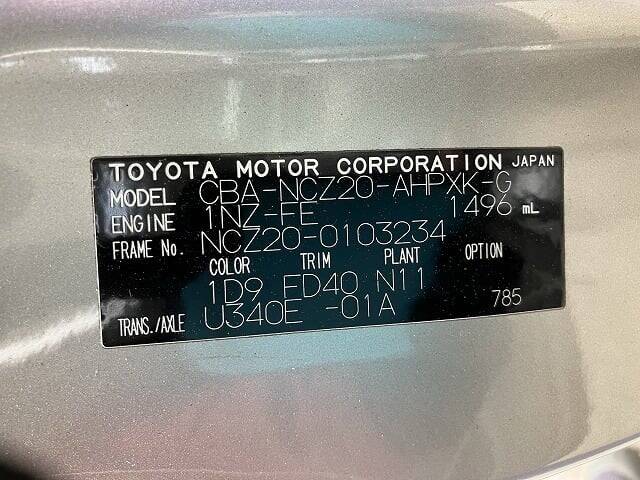 TOYOTA MOTOR CORPORATION JAPAN
MODEL CBA-NCZ20-AHPXK-G
ENGINE 1NZ-FE 1496 mL
FRAME No. NCZ20-0103234
COLOR TRIM PLANT OPTION
1D9 FD40 N11
TRANS./AXLE U340E -01A 785